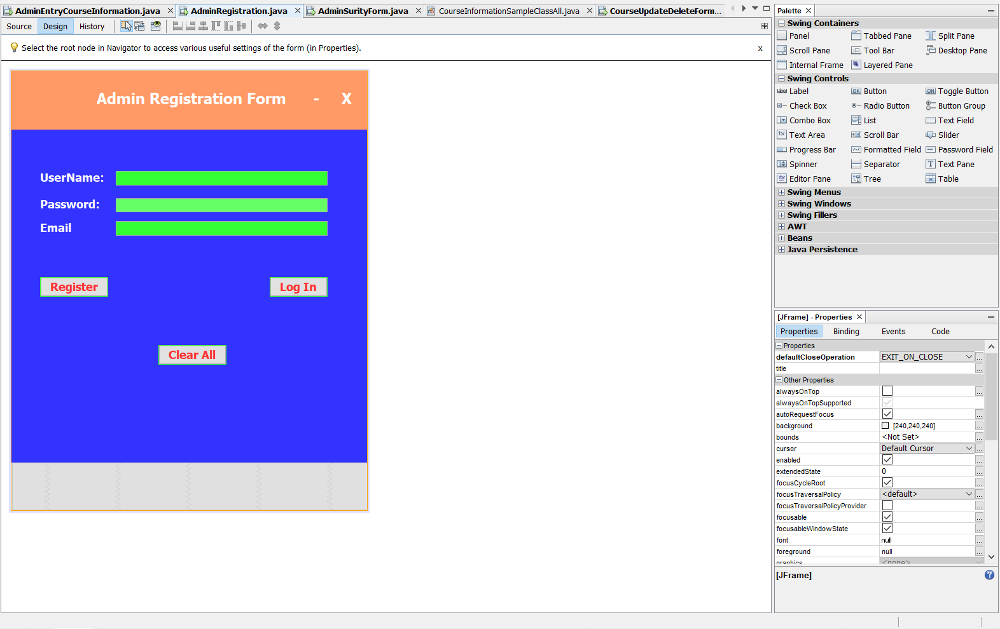 AdminEntryCourseInformation.java AdminRegistration.java AdminSurityForm.java CourseInformationSampleClassAll.java CourseUpdateDeleteForm...
Source Design History
Select the root node in Navigator to access various useful settings of the form (in Properties).
x
Admin Registration Form - X
UserName:
Password:
Email
Register Log In
Clear All
Palette
Swing Containers
Panel Tabbed Pane Split Pane
Scroll Pane Tool Bar Desktop Pane
Internal Frame Layered Pane
Swing Controls
label Label OK Button ON Toggle Button
Check Box Radio Button Button Group
Combo Box List Text Field
Text Area Scroll Bar Slider
Progress Bar Formatted Field Password Field
Spinner Separator T Text Pane
Editor Pane Tree Table
Swing Menus
Swing Windows
Swing Fillers
AWT
Beans
Java Persistence
[JFrame] - Properties
Properties Binding Events Code
Properties
defaultCloseOperation EXIT_ON_CLOSE ...
title ...
Other Properties
alwaysOnTop ...
alwaysOnTopSupported
autoRequestFocus ...
background [240,240,240] ...
bounds <Not Set> ...
cursor Default Cursor ...
enabled ...
extendedState 0 ...
focusCycleRoot ...
focusTraversalPolicy <default> ...
focusTraversalPolicyProvider ...
focusable ...
focusableWindowState ...
font null ...
foreground null ...
graphics <none>
[JFrame] ?